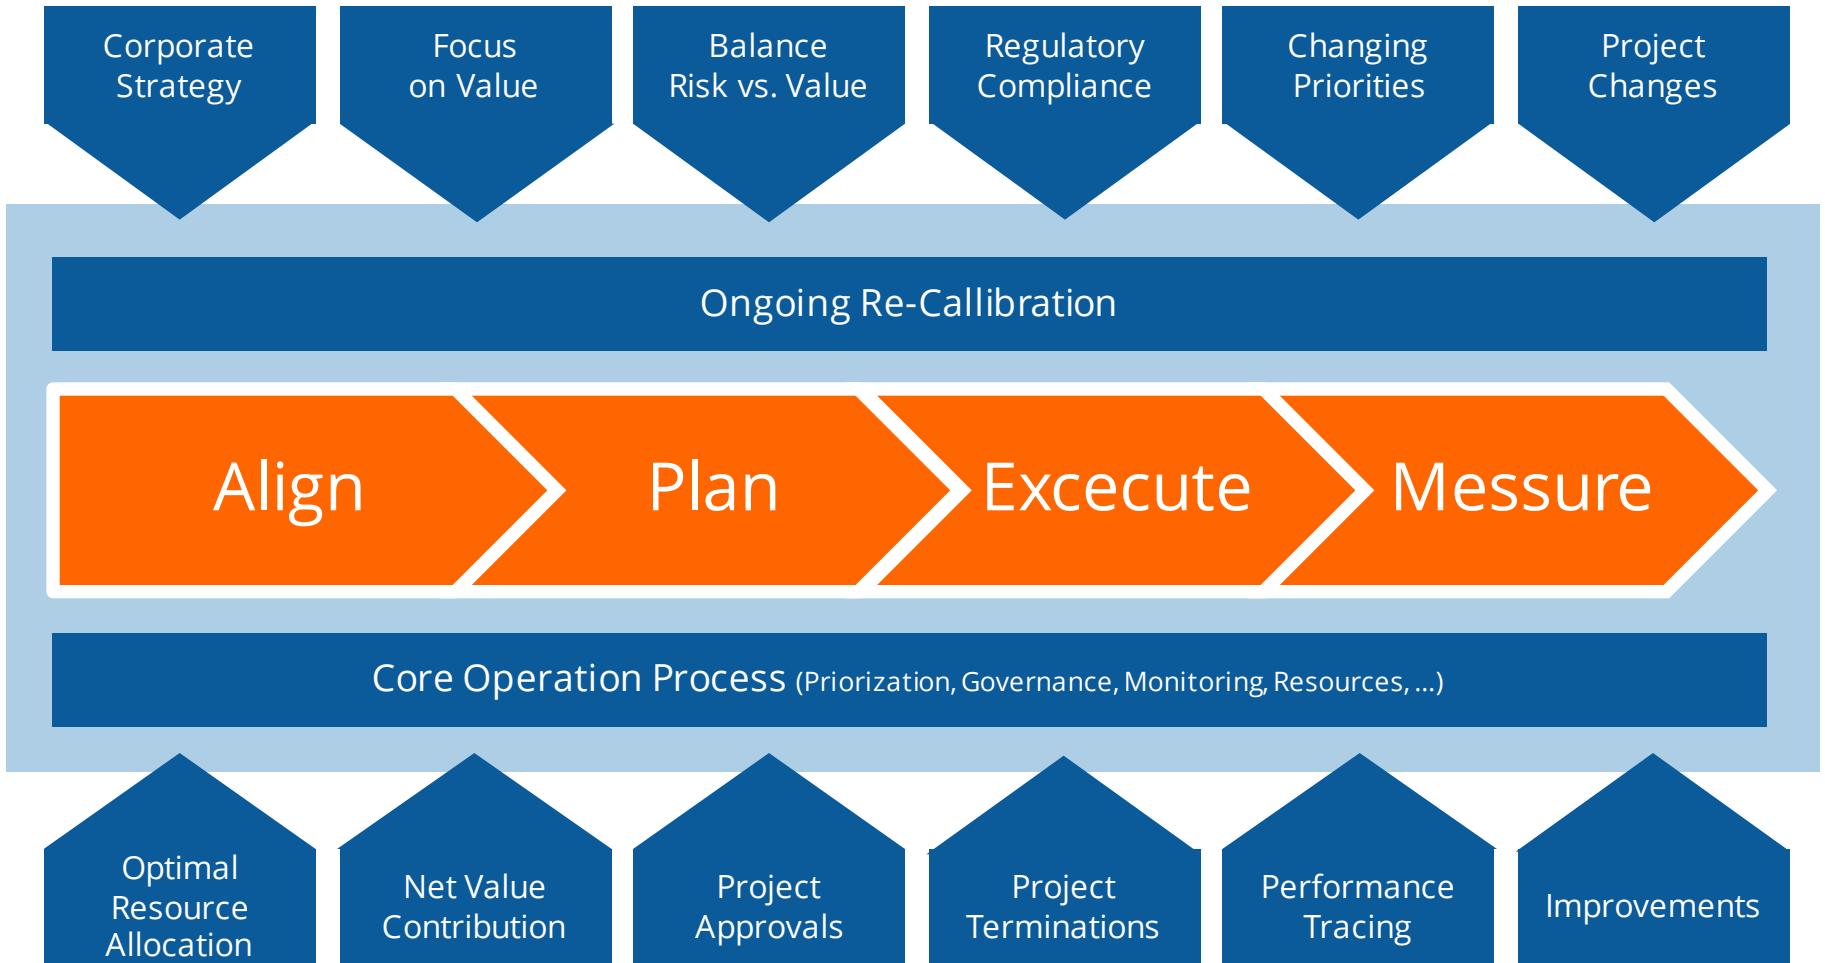 Corporate
Strategy
Focus
on Value
Balance
Risk vs. Value
Regulatory
Compliance
Changing
Priorities
Project
Changes
Ongoing Re-Callibration
Align
Plan
Excecute
Messure
Core Operation Process (Priorization, Governance, Monitoring, Resources, ...)
Optimal
Resource
Allocation
Net Value
Contribution
Project
Approvals
Project
Terminations
Performance
Tracing
Improvements